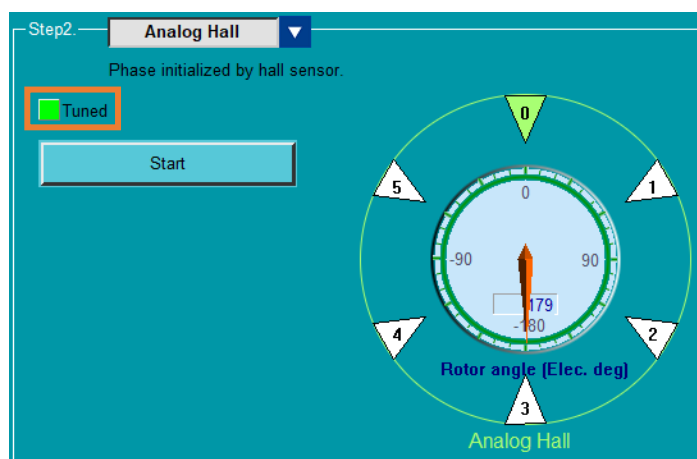 Step2.
Analog Hall
Phase initialized by hall sensor.
Tuned
Start
0
5
1
0
-90
90
179
-180
4
2
Rotor angle (Elec. deg)
3
Analog Hall